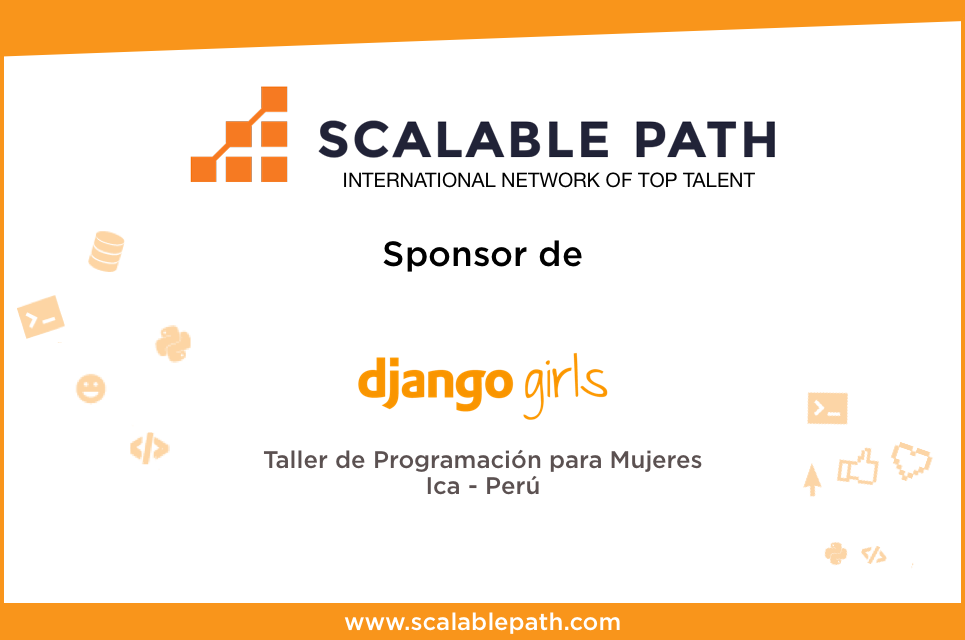 SCALABLE PATH
INTERNATIONAL NETWORK OF TOP TALENT
Sponsor de
django girls
Taller de Programación para Mujeres
Ica - Perú
www.scalablepath.com